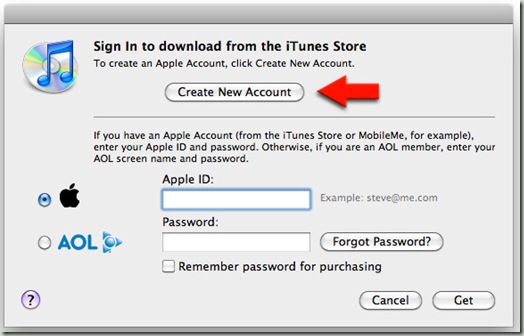 Sign In to download from the iTunes Store
To create an Apple Account, click Create New Account.
Create New Account
If you have an Apple Account (from the iTunes Store or MobileMe, for example),
enter your Apple ID and password. Otherwise, if you are an AOL member, enter your
AOL screen name and password.
Apple ID:
Example: steve@me.com
Password:
AOL
Forgot Password?
Remember password for purchasing
?
Cancel
Get